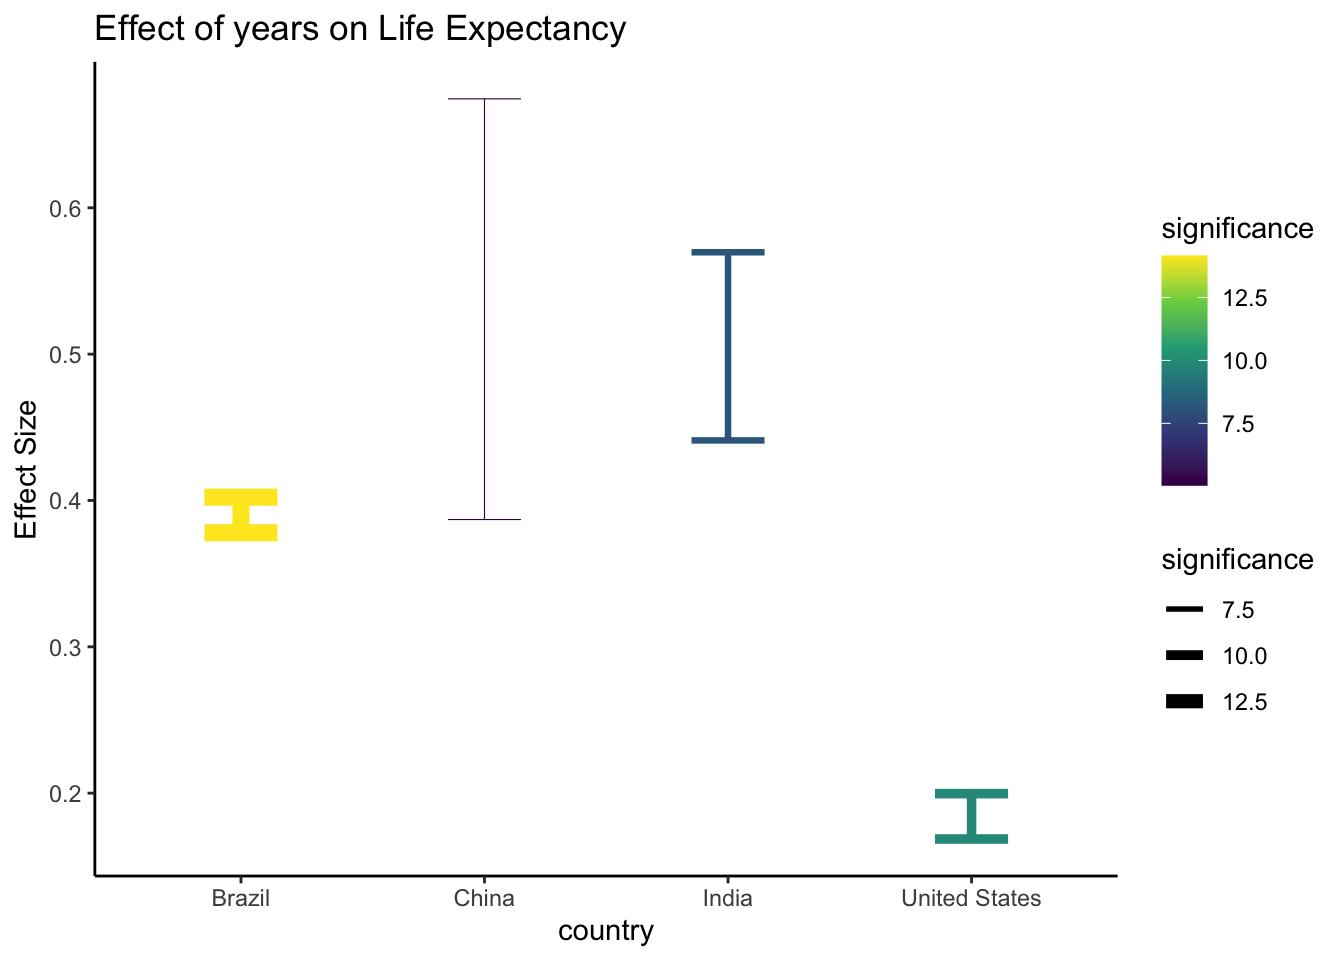 Effect of years on Life Expectancy
Effect Size
0.6
0.5
0.4
0.3
0.2
Brazil
China
India
United States
country
significance
12.5
10.0
7.5
significance
7.5
10.0
12.5